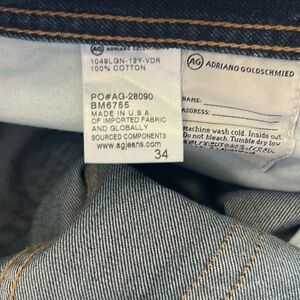 AG ADRIANO GOLDSCHMIED
1049LGN-12Y-VDR
100% COTTON
PO#AG-28090
BM6755
MADE IN U.S.A.
OF IMPORTED FABRIC
AND GLOBALLY
SOURCED COMPONENTS
www.agjeans.com
34
AG ADRIANO GOLDSCHMIED
NAME:
ADDRESS:
Machine wash cold. Inside out.
Do not bleach. Tumble dry low